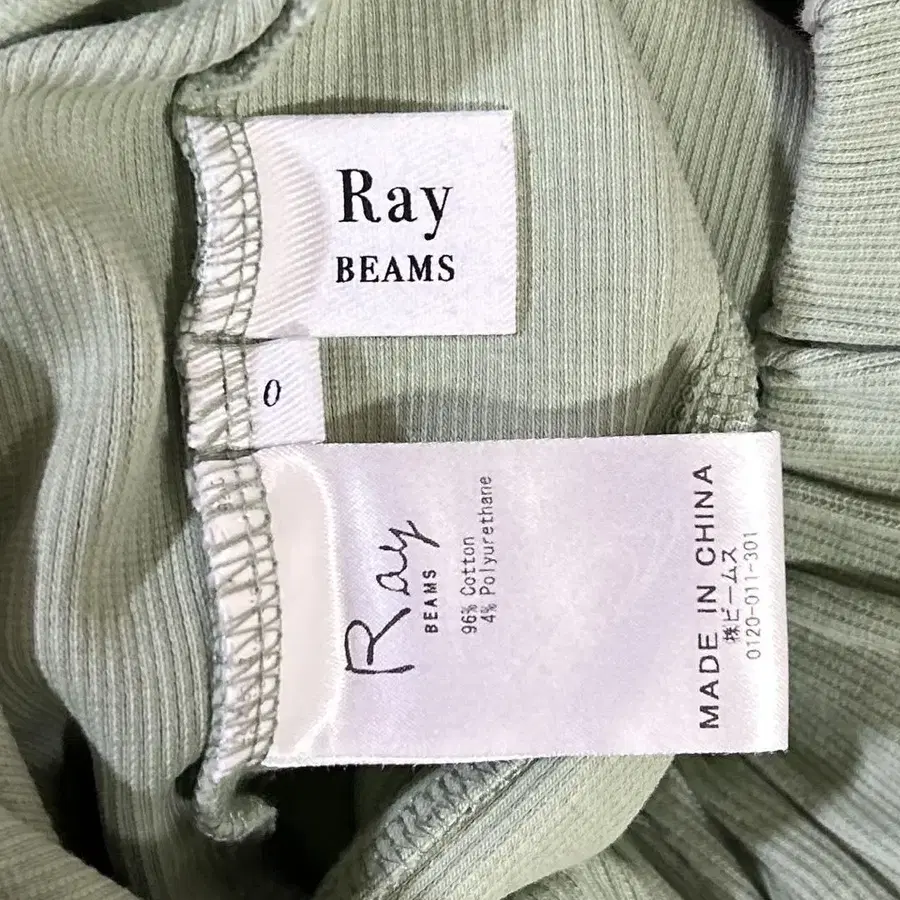 Ray
BEAMS
0
Ray
BEAMS
96% Cotton
4% Polyurethane
MADE IN CHINA
株ビームス
0120-011-301